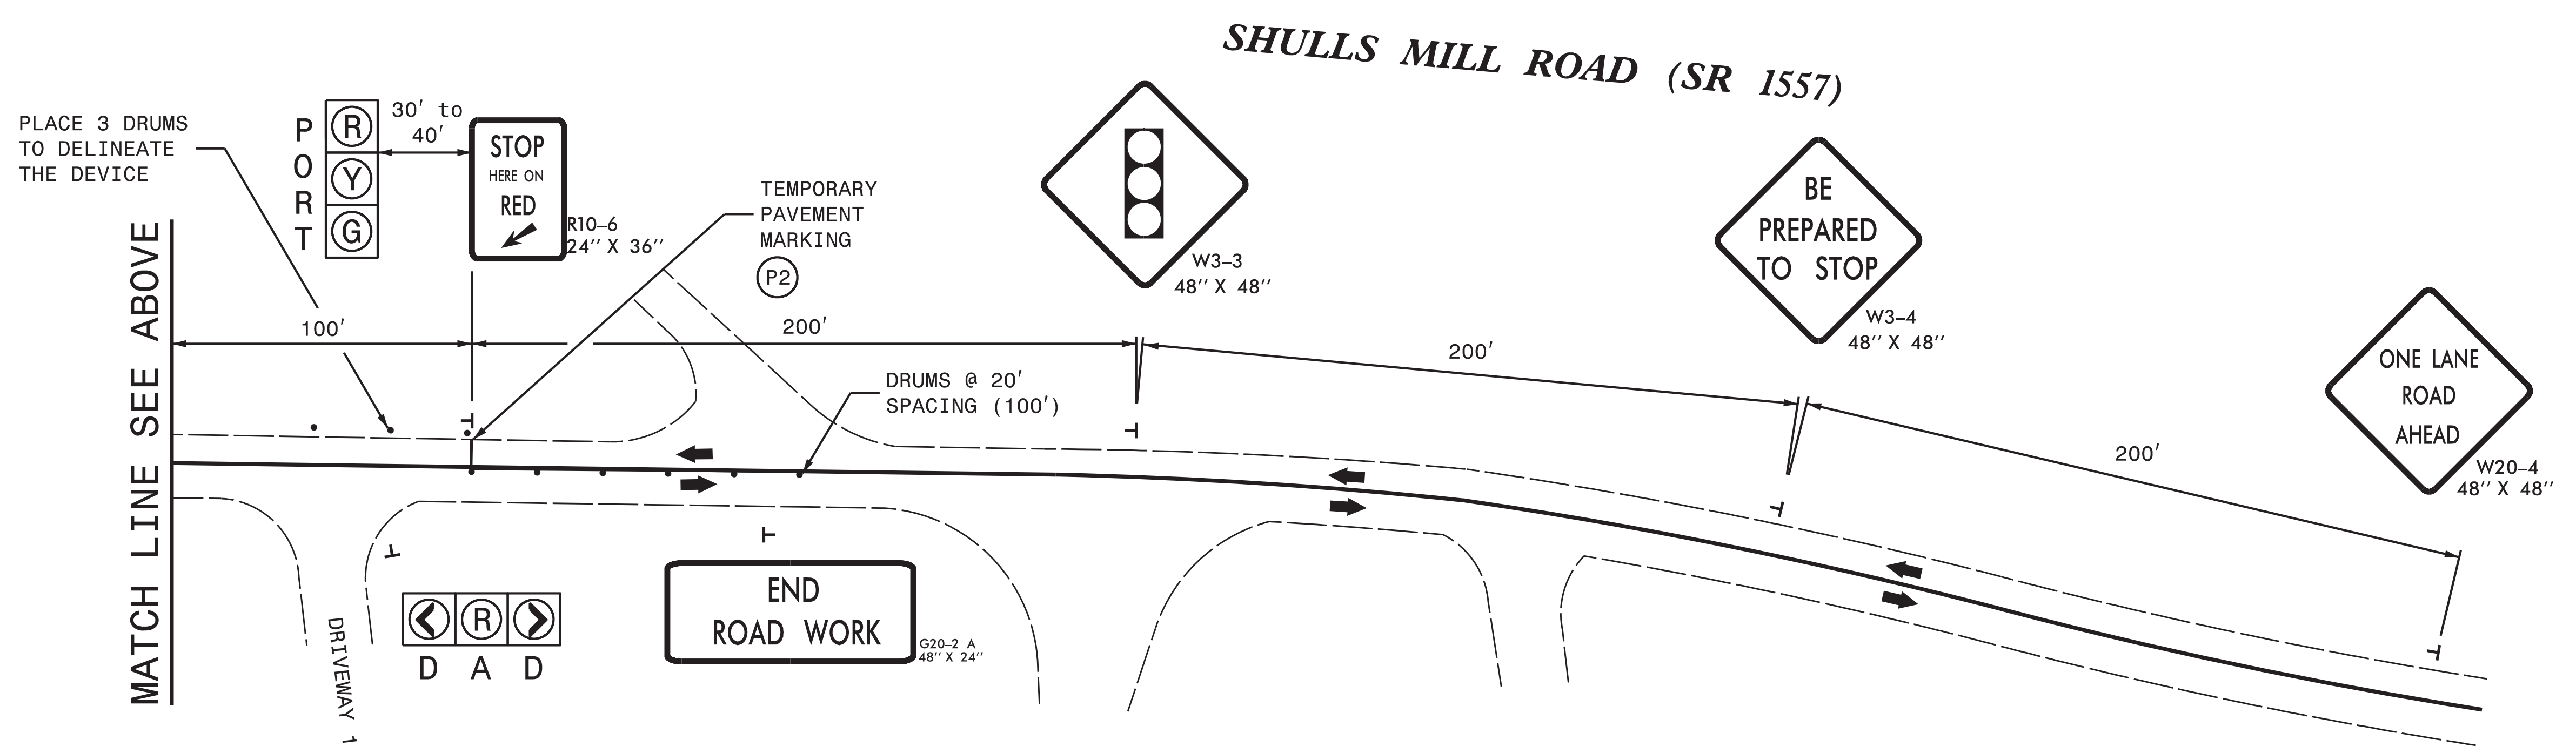 SHULLS MILL ROAD (SR 1557)
PLACE 3 DRUMS
TO DELINEATE
THE DEVICE
PORT
R
Y
G
30' to
40'
STOP
HERE ON
RED
R10-6
24" X 36"
TEMPORARY
PAVEMENT
MARKING
P2
W3-3
48" X 48"
BE
PREPARED
TO STOP
W3-4
48" X 48"
ONE LANE
ROAD
AHEAD
W20-4
48" X 48"
MATCH LINE SEE ABOVE
100'
200'
200'
200'
DRUMS @ 20'
SPACING (100')
DRIVEWAY 1
R
D A D
END
ROAD WORK
G20-2 A
48" X 24"